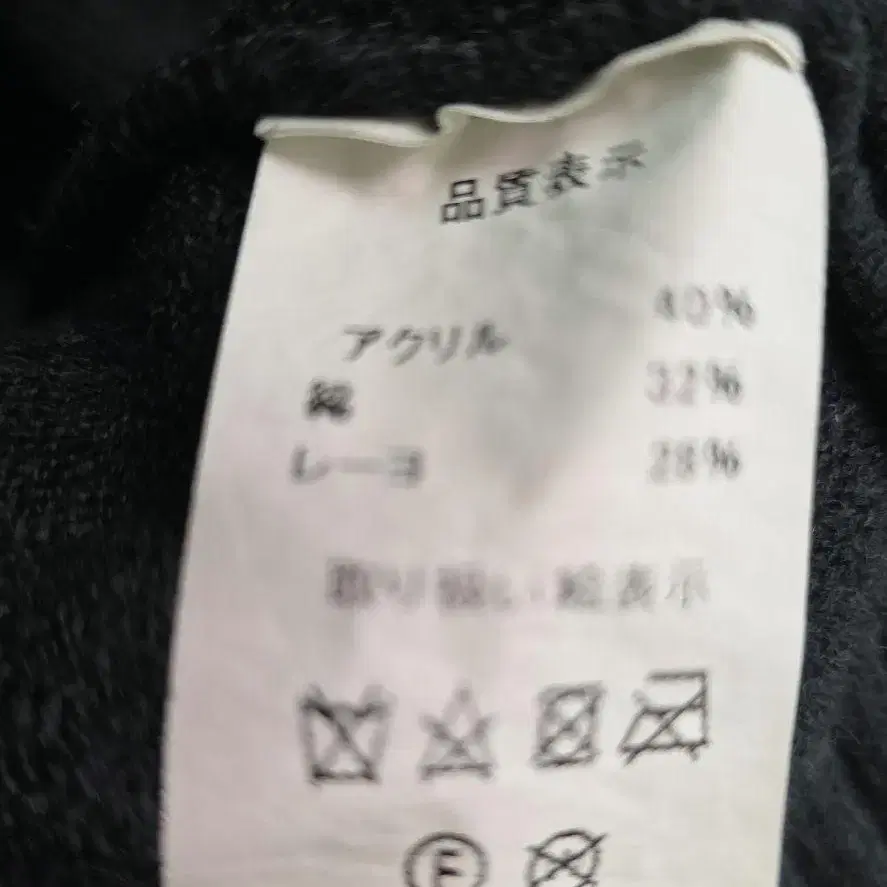 品質表示
アクリル 40%
綿 32%
レーヨ 28%
取り扱い絵表示
F